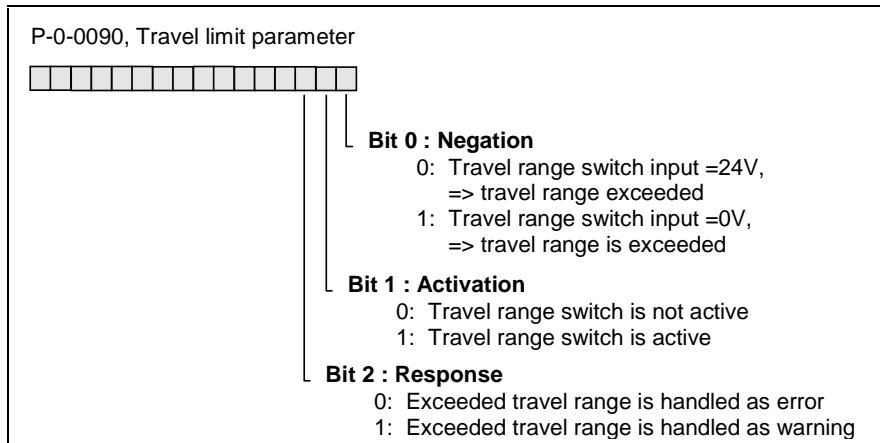 P-0-0090, Travel limit parameter
Bit 0 : Negation
0: Travel range switch input =24V,
=> travel range exceeded
1: Travel range switch input =0V,
=> travel range is exceeded
Bit 1 : Activation
0: Travel range switch is not active
1: Travel range switch is active
Bit 2 : Response
0: Exceeded travel range is handled as error
1: Exceeded travel range is handled as warning